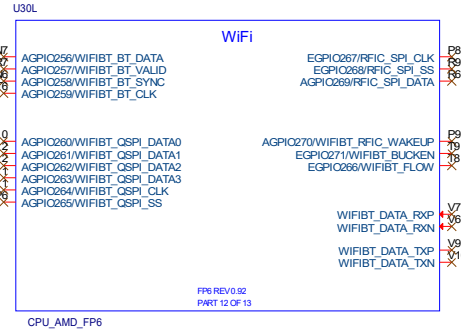 U30L
WiFi
AGPIO256/WIFIBT_BT_DATA
AGPIO257/WIFIBT_BT_VALID
AGPIO258/WIFIBT_BT_SYNC
AGPIO259/WIFIBT_BT_CLK
EGPIO267/RFIC_SPI_CLK P8
EGPIO268/RFIC_SPI_SS R9
AGPIO269/RFIC_SPI_DATA R6
AGPIO260/WIFIBT_QSPI_DATA0
AGPIO261/WIFIBT_QSPI_DATA1
AGPIO262/WIFIBT_QSPI_DATA2
AGPIO263/WIFIBT_QSPI_DATA3
AGPIO264/WIFIBT_QSPI_CLK
AGPIO265/WIFIBT_QSPI_SS
AGPIO270/WIFIBT_RFIC_WAKEUP P9
EGPIO271/WIFIBT_BUCKEN T9
EGPIO266/WIFIBT_FLOW T8
WIFIBT_DATA_RXP V7
WIFIBT_DATA_RXN V6
WIFIBT_DATA_TXP V9
WIFIBT_DATA_TXN
FP6 REV 0.92
PART 12 OF 13
CPU_AMD_FP6